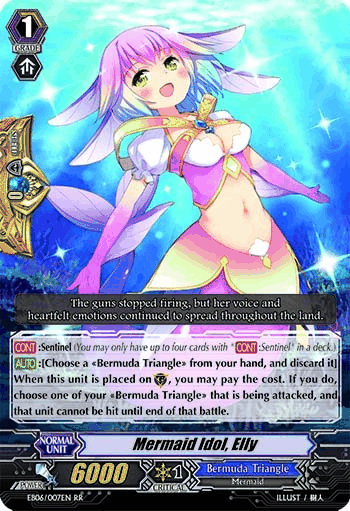 1
GRADE
The guns stopped firing, but her voice and
heartfelt emotions continued to spread throughout the land.
CONT :Sentinel (You may only have up to four cards with "CONT :Sentinel" in a deck.)
AUTO :[Choose a «Bermuda Triangle» from your hand, and discard it]
When this unit is placed on , you may pay the cost. If you do,
choose one of your «Bermuda Triangle» that is being attacked, and
that unit cannot be hit until end of that battle.
NORMAL UNIT
Mermaid Idol, Elly
POWER 6000
1 CRITICAL
Bermuda Triangle
Mermaid
EB06/007EN RR
ILLUST / 樹人